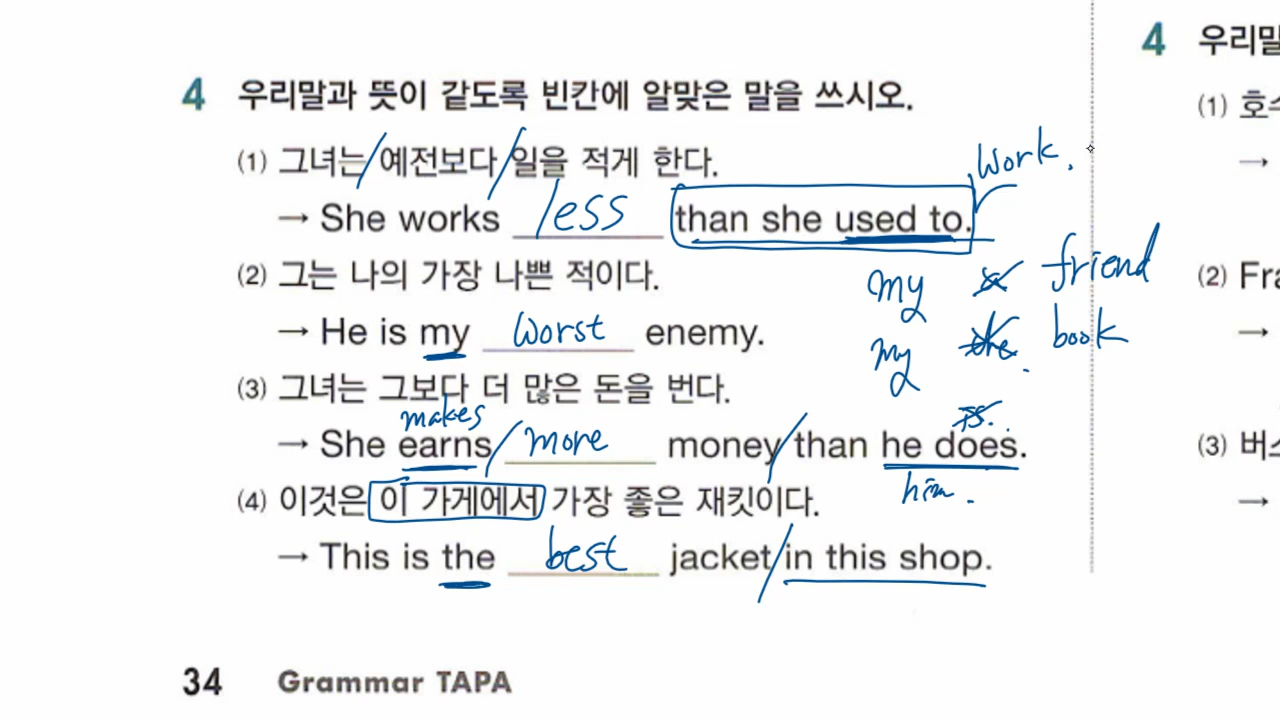 4 우리말과 뜻이 같도록 빈칸에 알맞은 말을 쓰시오.
(1) 그녀는/예전보다/일을 적게 한다.
work.
→ She works less than she used to.
(2) 그는 나의 가장 나쁜 적이다.
my a friend
→ He is my worst enemy.
my the book
(3) 그녀는 그보다 더 많은 돈을 번다.
makes is.
→ She earns/more money/than he does.
him.
(4) 이것은 이 가게에서 가장 좋은 재킷이다.
→ This is the best jacket/in this shop.
34 Grammar TAPA
4 우리말
(1) 호수
→
(2) Fra
→
(3) 버스
→